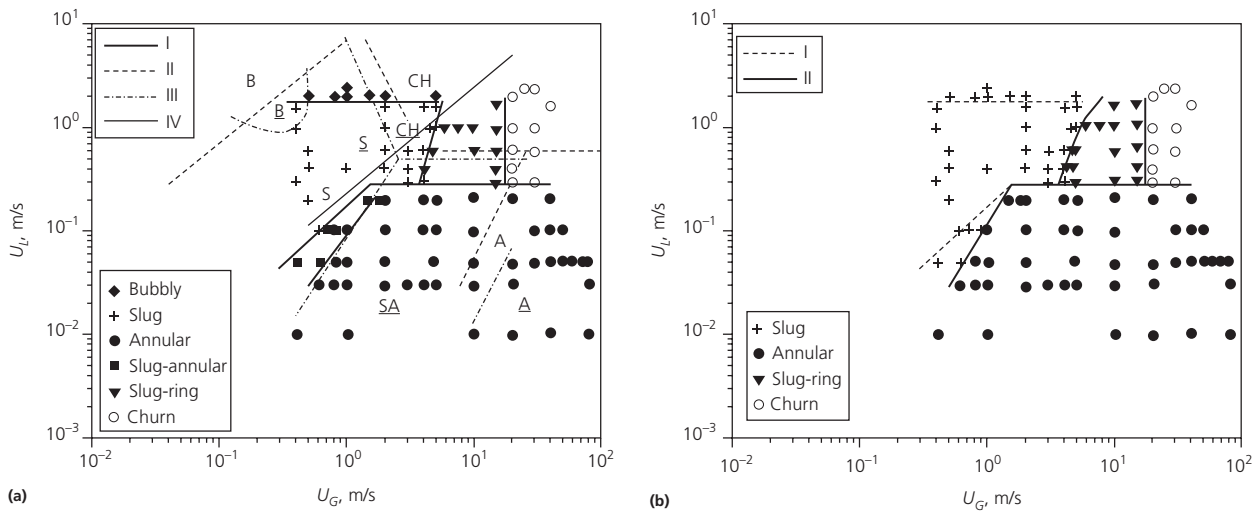 I
II
III
IV
B
B
CH
CH
S
S
A
SA
A
Bubbly
Slug
Annular
Slug-annular
Slug-ring
Churn
10^1
10^0
10^−1
10^−2
10^−3
U_L, m/s
10^−2
10^−1
10^0
10^1
10^2
U_G, m/s
(a)
I
II
Slug
Annular
Slug-ring
Churn
10^1
10^0
10^−1
10^−2
10^−3
U_L, m/s
10^−2
10^−1
10^0
10^1
10^2
U_G, m/s
(b)